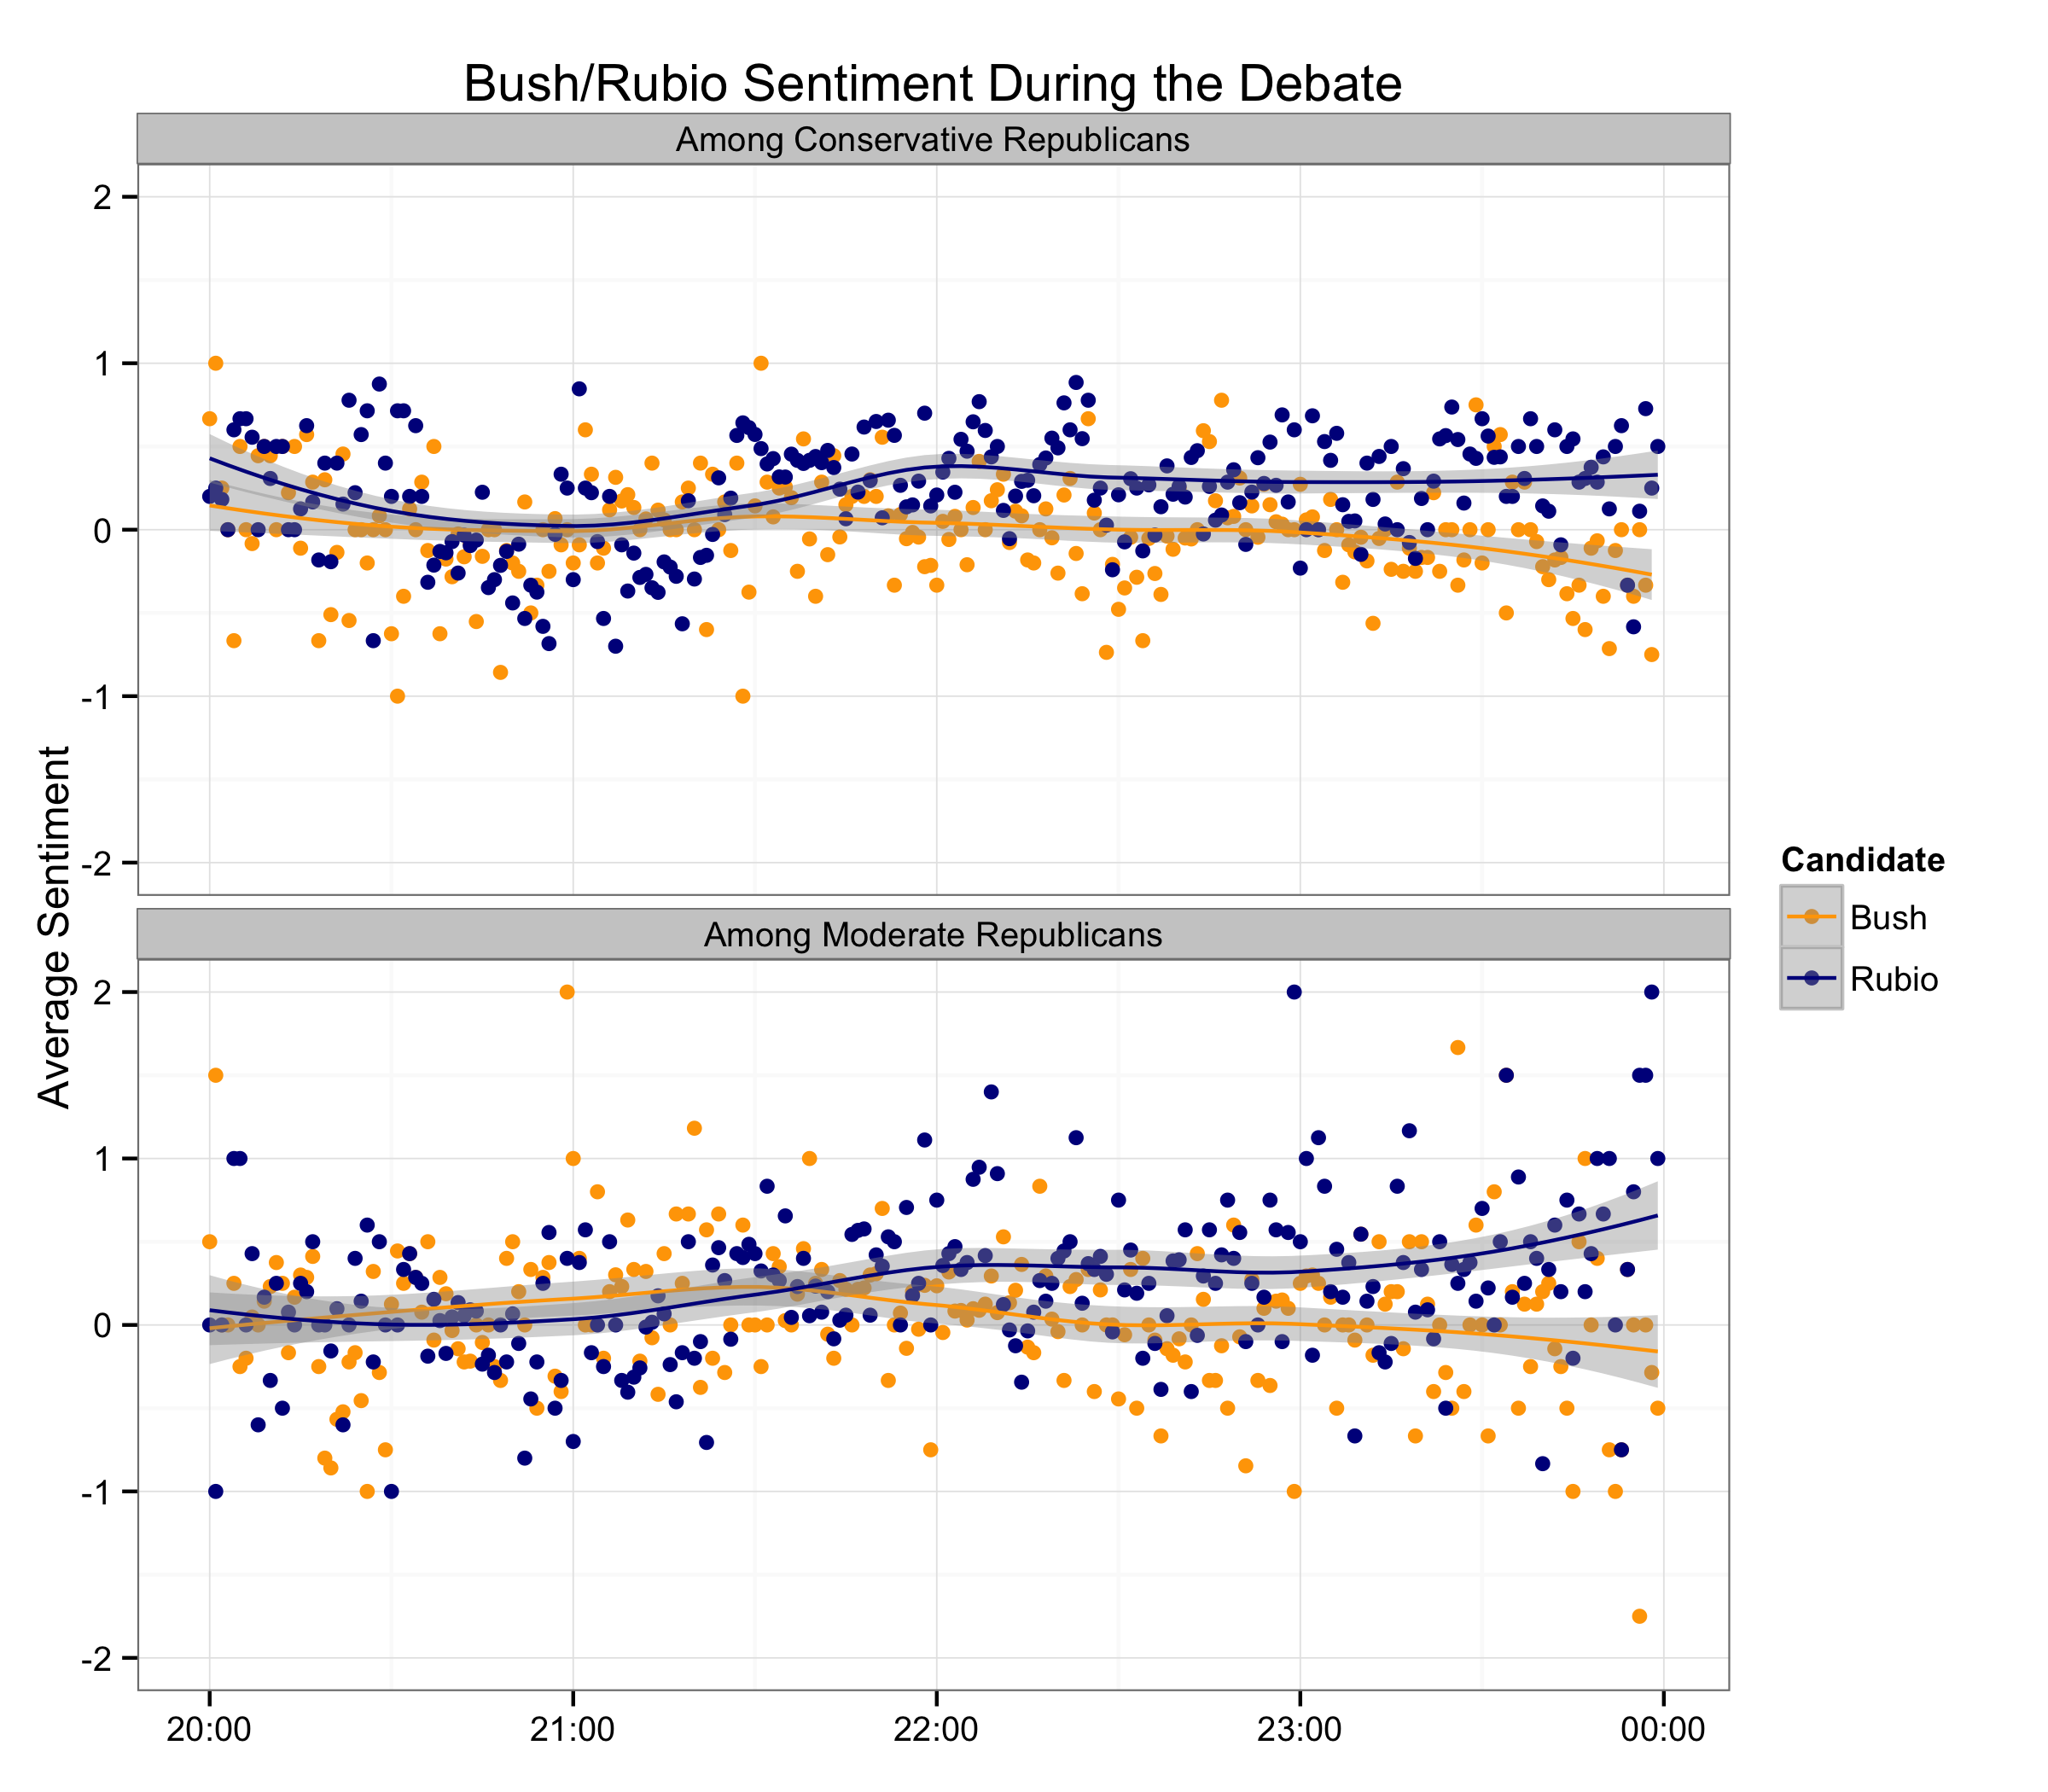 Bush/Rubio Sentiment During the Debate
Among Conservative Republicans
2
1
0
-1
-2
Average Sentiment
Among Moderate Republicans
2
1
0
-1
-2
20:00
21:00
22:00
23:00
00:00
Candidate
Bush
Rubio